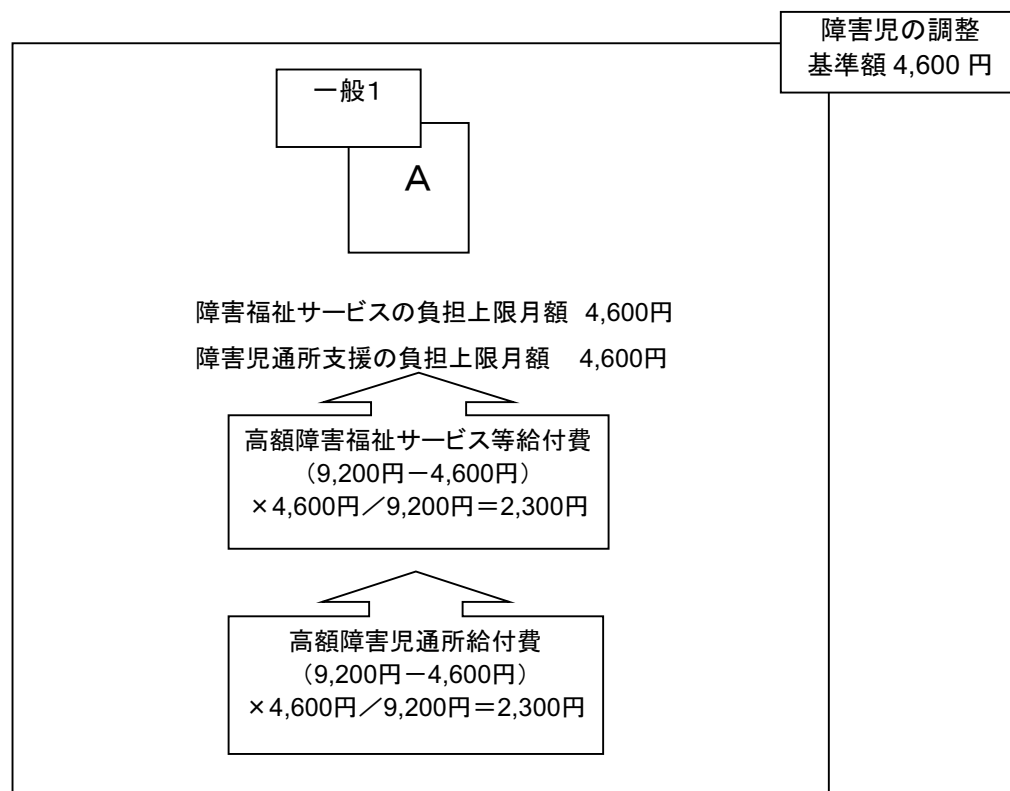 障害児の調整
基準額 4,600 円
一般1
A
障害福祉サービスの負担上限月額 4,600円
障害児通所支援の負担上限月額 4,600円
高額障害福祉サービス等給付費
（9,200円－4,600円）
×4,600円／9,200円＝2,300円
高額障害児通所給付費
（9,200円－4,600円）
×4,600円／9,200円＝2,300円